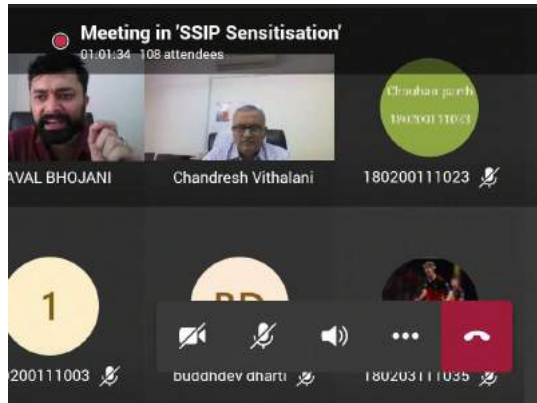 Meeting in 'SSIP Sensitisation'
01:01:34 108 attendees
Chauhan parth
AVAL BHOJANI
Chandresh Vithalani
180200111023
1
BD
200111003
buddhdev dharti
180203111035